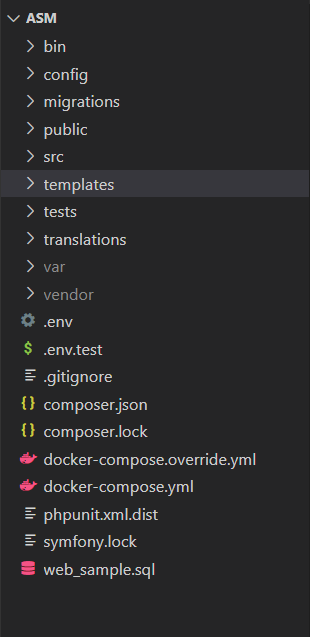 ASM
bin
config
migrations
public
src
templates
tests
translations
var
vendor
.env
$ .env.test
.gitignore
{} composer.json
{} composer.lock
docker-compose.override.yml
docker-compose.yml
phpunit.xml.dist
symfony.lock
web_sample.sql